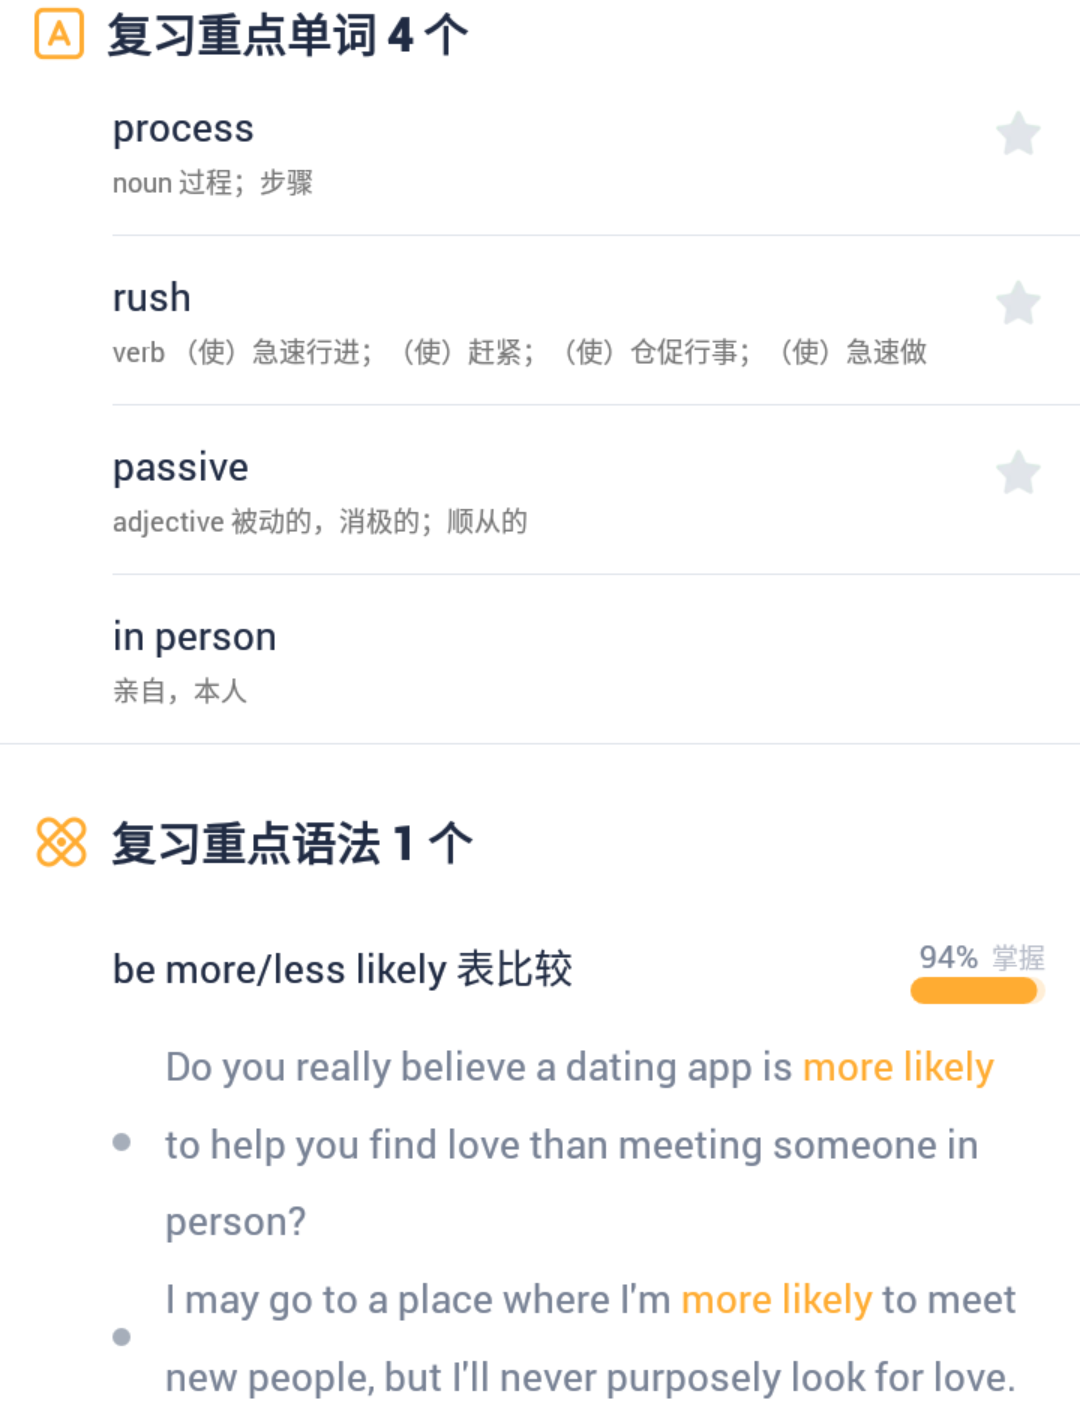 A 复习重点单词 4 个
process
noun 过程；步骤
rush
verb （使）急速行进；（使）赶紧；（使）仓促行事；（使）急速做
passive
adjective 被动的，消极的；顺从的
in person
亲自，本人
复习重点语法 1 个
be more/less likely 表比较
94% 掌握
Do you really believe a dating app is more likely
to help you find love than meeting someone in
person?
I may go to a place where I'm more likely to meet
new people, but I'll never purposely look for love.